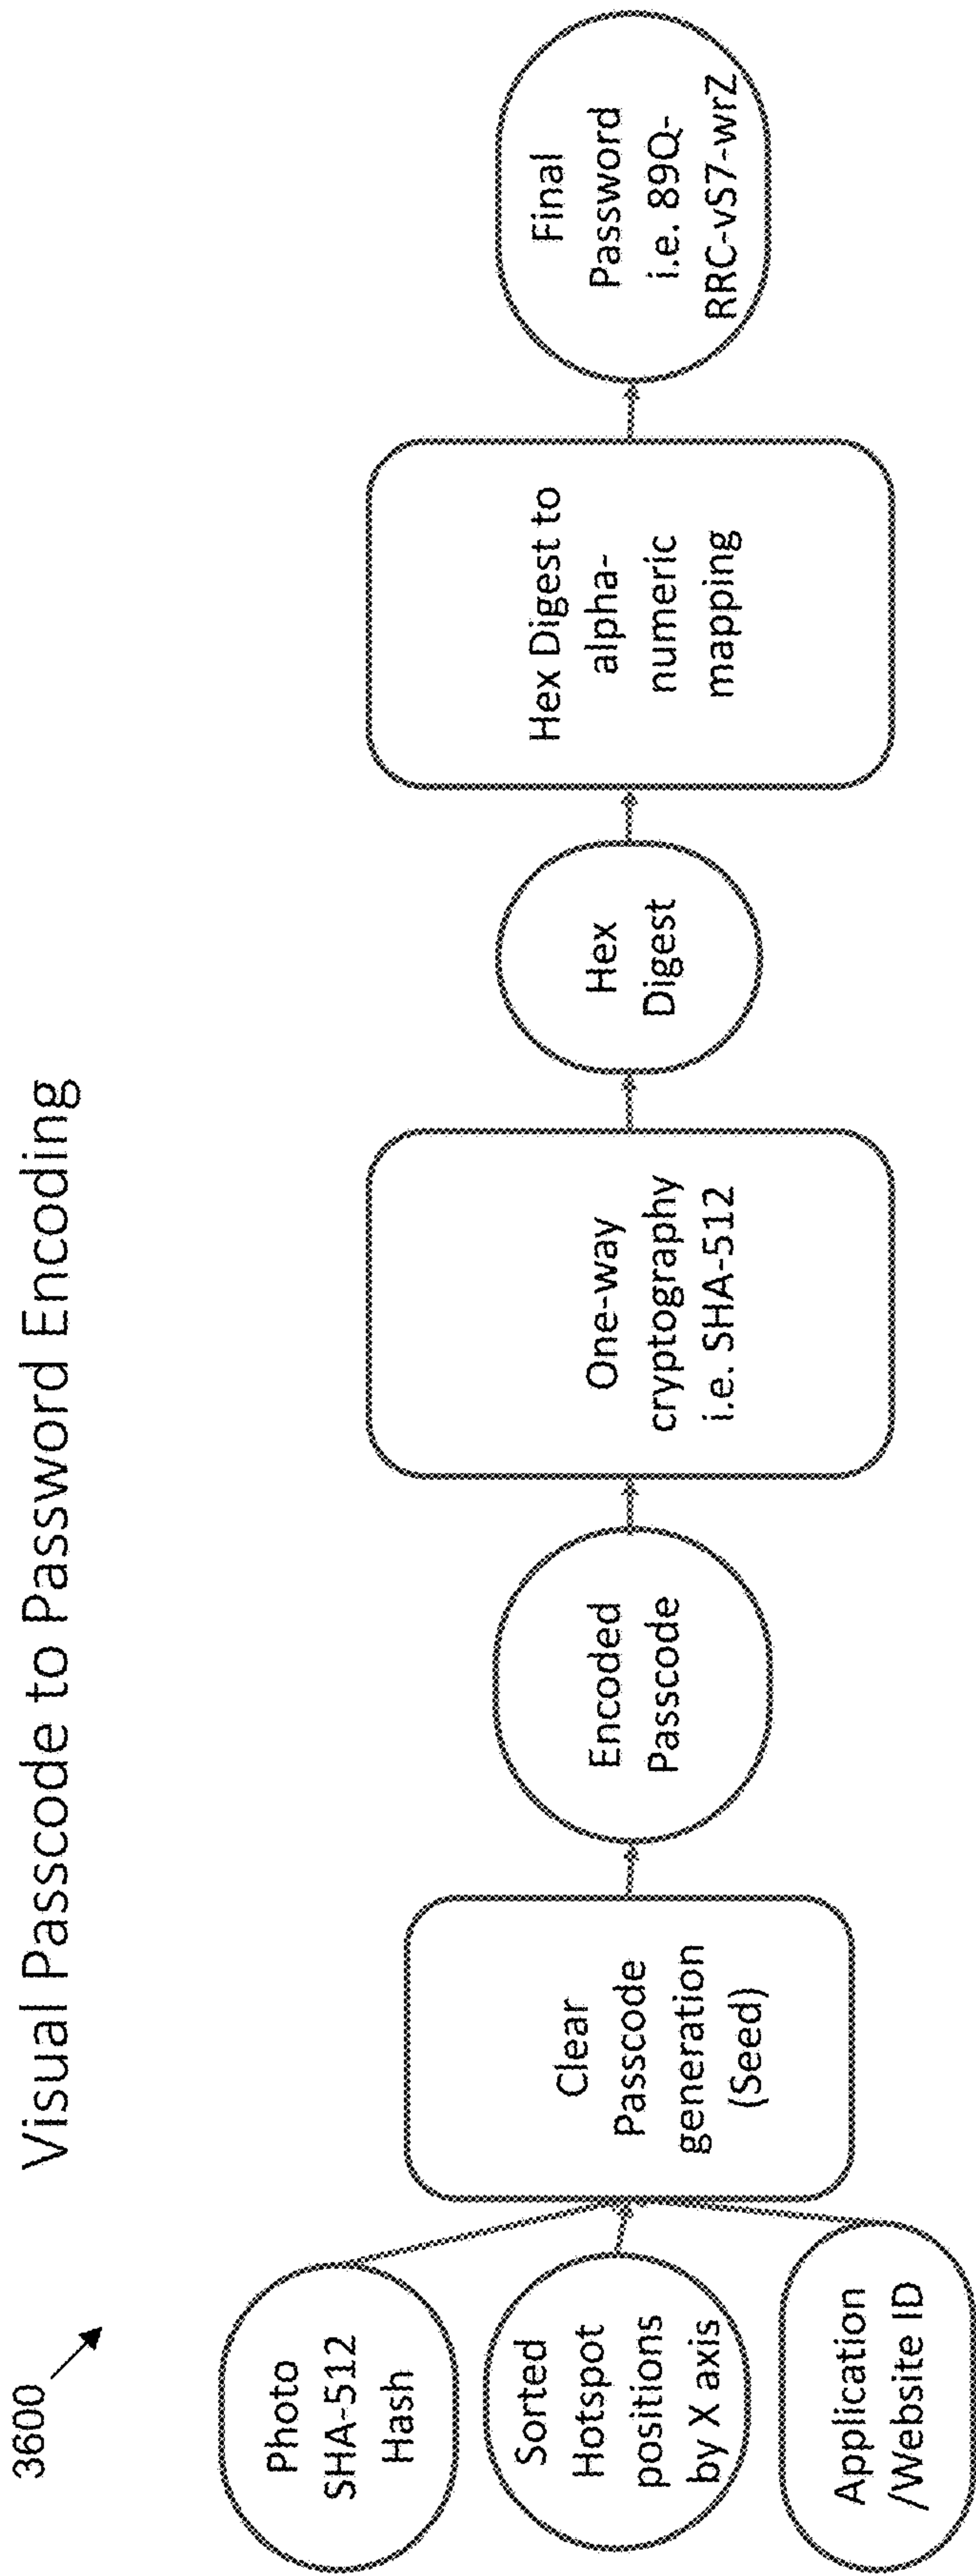 3600
Visual Passcode to Password Encoding
Photo
SHA-512
Hash
Sorted
Hotspot
positions
by X axis
Application
/Website ID
Clear
Passcode
generation
(Seed)
Encoded
Passcode
One-way
cryptography
i.e. SHA-512
Hex
Digest
Hex Digest to
alpha-
numeric
mapping
Final
Password
i.e. 89Q-
RRC-vS7-wrZ